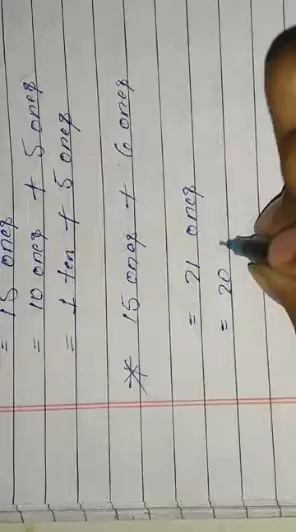 = 15 ones
= 10 ones + 5 ones
= 1 ten + 5 ones
* 15 ones + 6 ones
= 21 ones
= 20